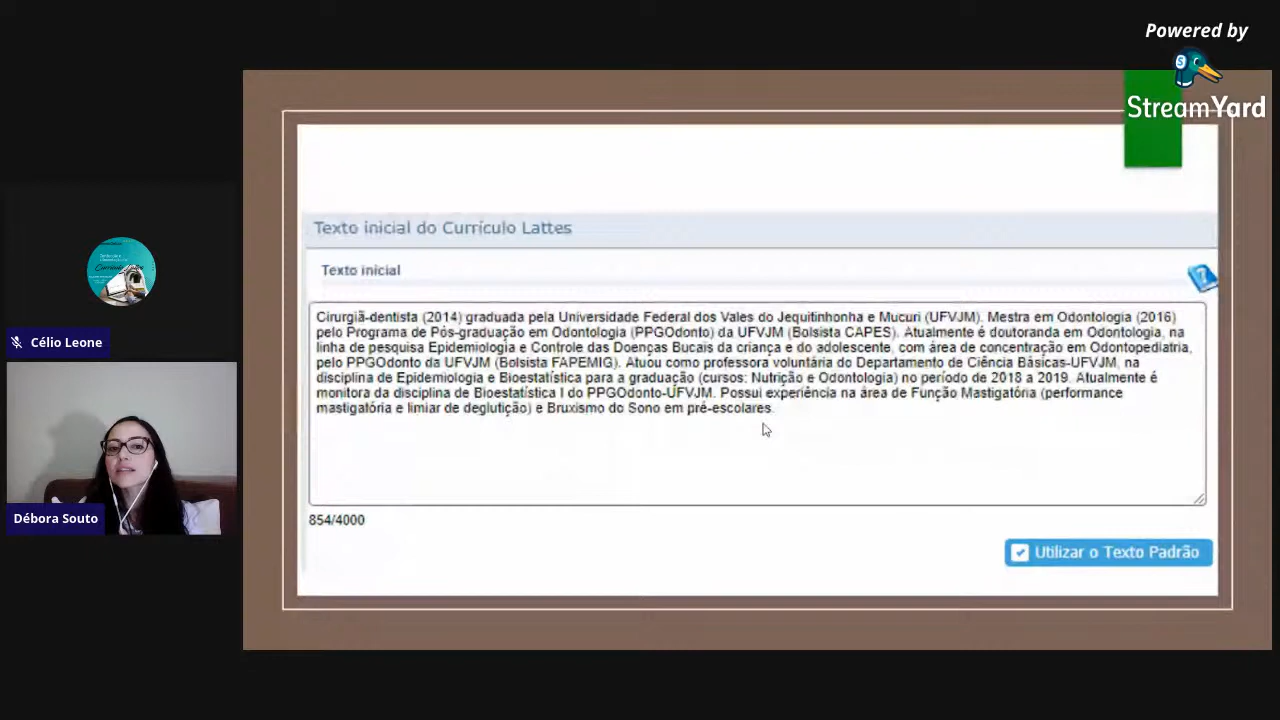 Powered by
StreamYard
Texto inicial do Currículo Lattes
Texto inicial
Cirurgiã-dentista (2014) graduada pela Universidade Federal dos Vales do Jequitinhonha e Mucuri (UFVJM). Mestra em Odontologia (2016)
pelo Programa de Pós-graduação em Odontologia (PPGOdonto) da UFVJM (Bolsista CAPES). Atualmente é doutoranda em Odontologia, na
linha de pesquisa Epidemiologia e Controle das Doenças Bucais da criança e do adolescente, com área de concentração em Odontopediatria,
pelo PPGOdonto da UFVJM (Bolsista FAPEMIG). Atuou como professora voluntária do Departamento de Ciência Básicas-UFVJM, na
disciplina de Epidemiologia e Bioestatística para a graduação (cursos: Nutrição e Odontologia) no período de 2018 a 2019. Atualmente é
monitora da disciplina de Bioestatística I do PPGOdonto-UFVJM. Possui experiência na área de Função Mastigatória (performance
mastigatória e limiar de deglutição) e Bruxismo do Sono em pré-escolares.
854/4000
Utilizar o Texto Padrão
Célio Leone
Débora Souto